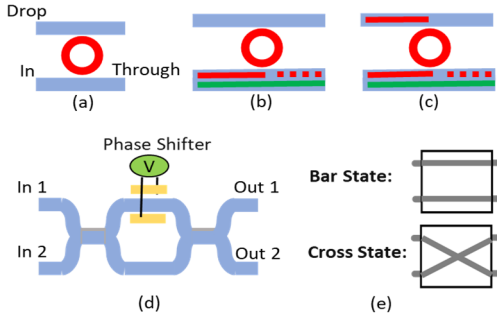 Drop
In
Through
(a)
(b)
(c)
Phase Shifter
V
In 1
Out 1
In 2
Out 2
(d)
Bar State:
Cross State:
(e)